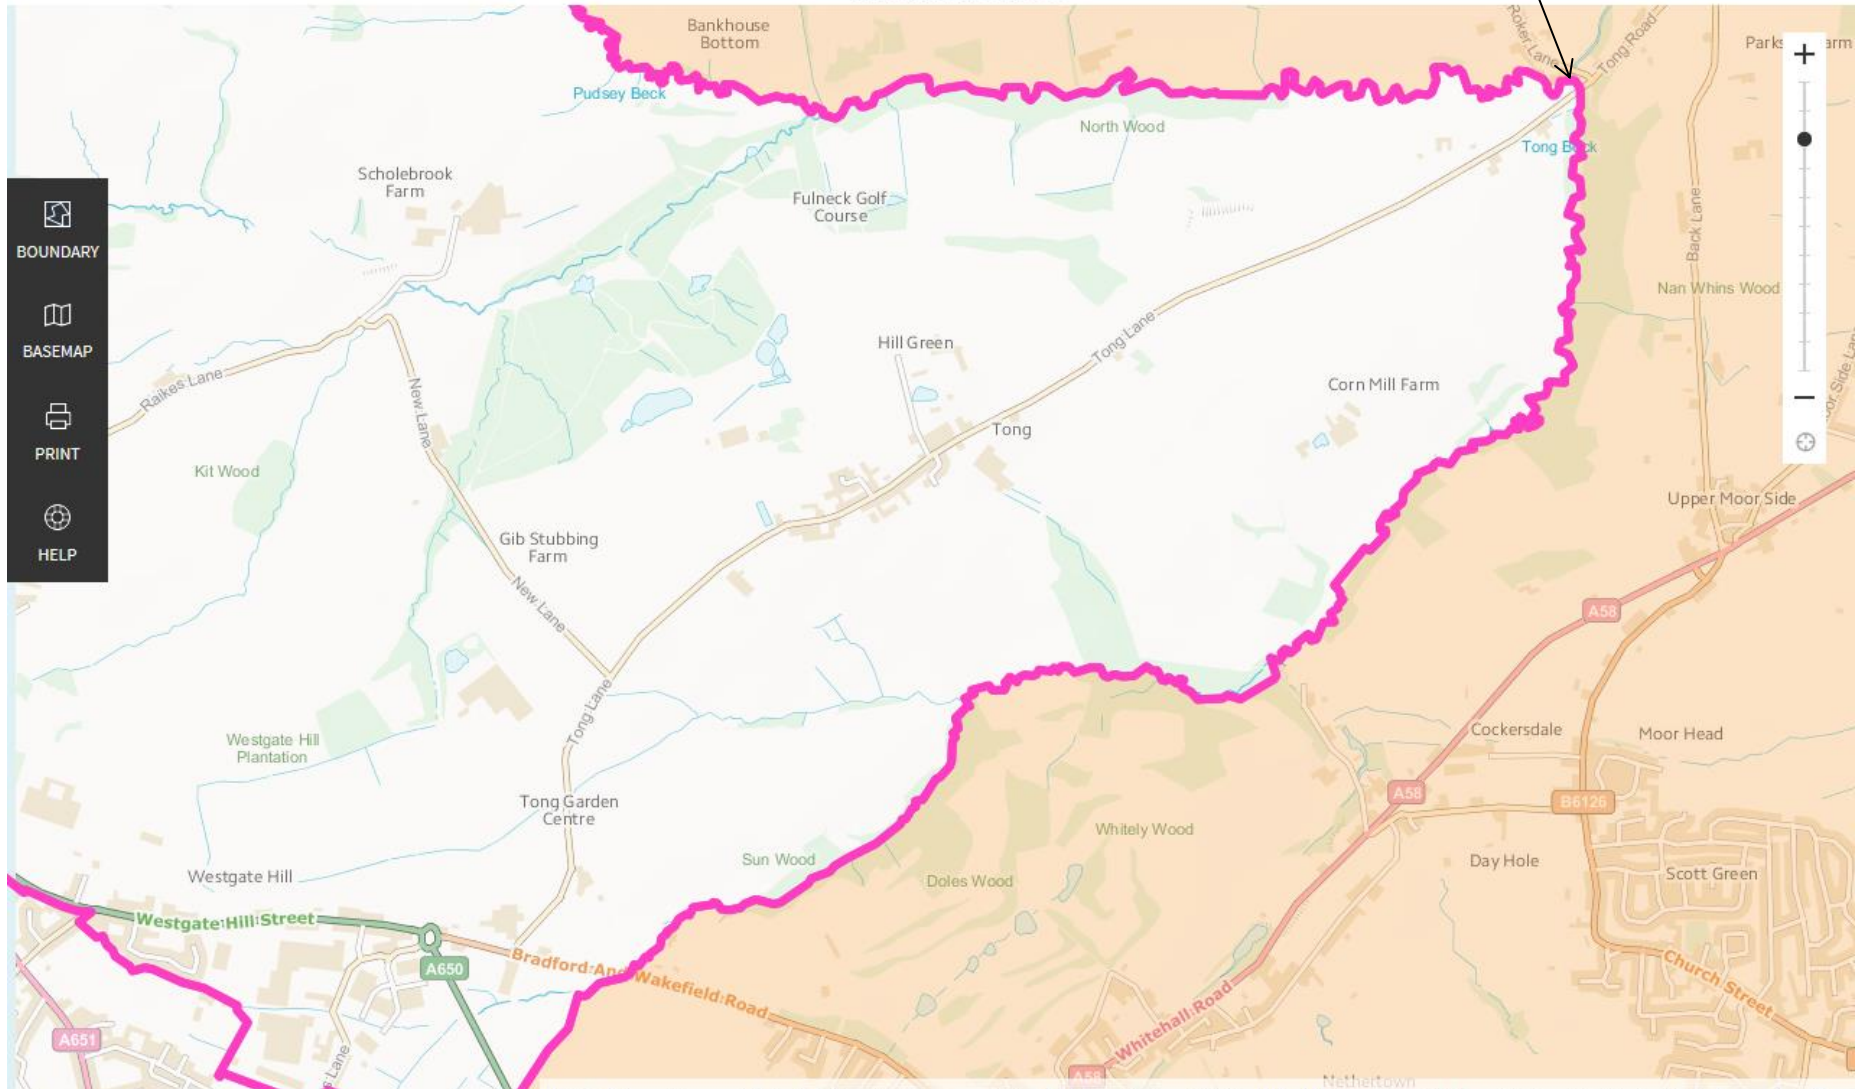 Bankhouse
Bottom
Roker Lane
Tong Road
Pudsey Beck
North Wood
Tong Beck
Scholebrook
Farm
Fulneck Golf
Course
Back Lane
Nan Whins Wood
BOUNDARY
BASEMAP
PRINT
HELP
Hill Green
Tong Lane
Corn Mill Farm
Raikes Lane
New Lane
Tong
Kit Wood
Upper Moor Side
Gib Stubbing
Farm
New Lane
A58
Tong Lane
Westgate Hill
Plantation
Cockersdale
Moor Head
A58
B6126
Tong Garden
Centre
Whitely Wood
Sun Wood
Doles Wood
Day Hole
Scott Green
Westgate Hill
Westgate Hill Street
A650
Bradford And Wakefield Road
Church Street
Whitehall Road
A651
A58
Nethertown